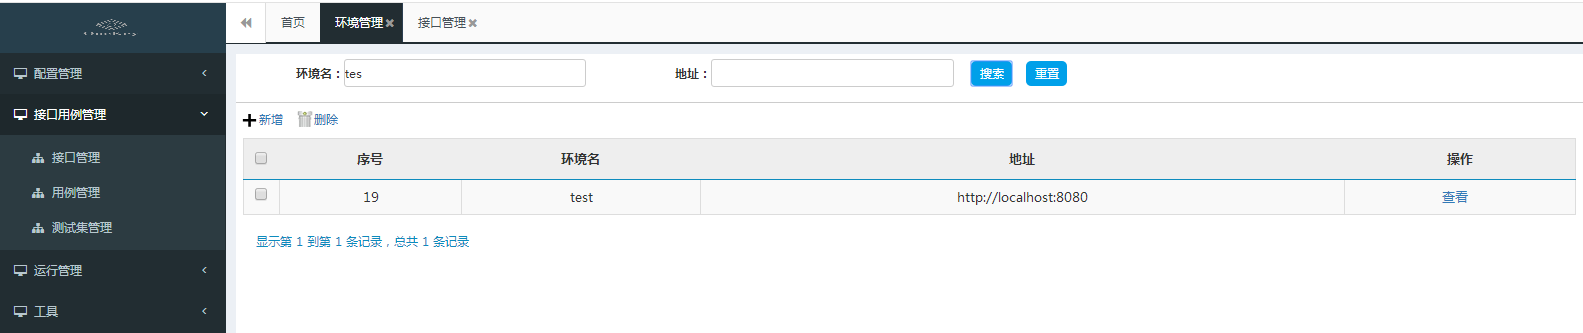 首页 环境管理 接口管理
配置管理
接口用例管理
接口管理
用例管理
测试集管理
运行管理
工具
环境名：tes 地址： 搜索 重置
新增 删除
序号 环境名 地址 操作
19 test http://localhost:8080 查看
显示第 1 到第 1 条记录，总共 1 条记录